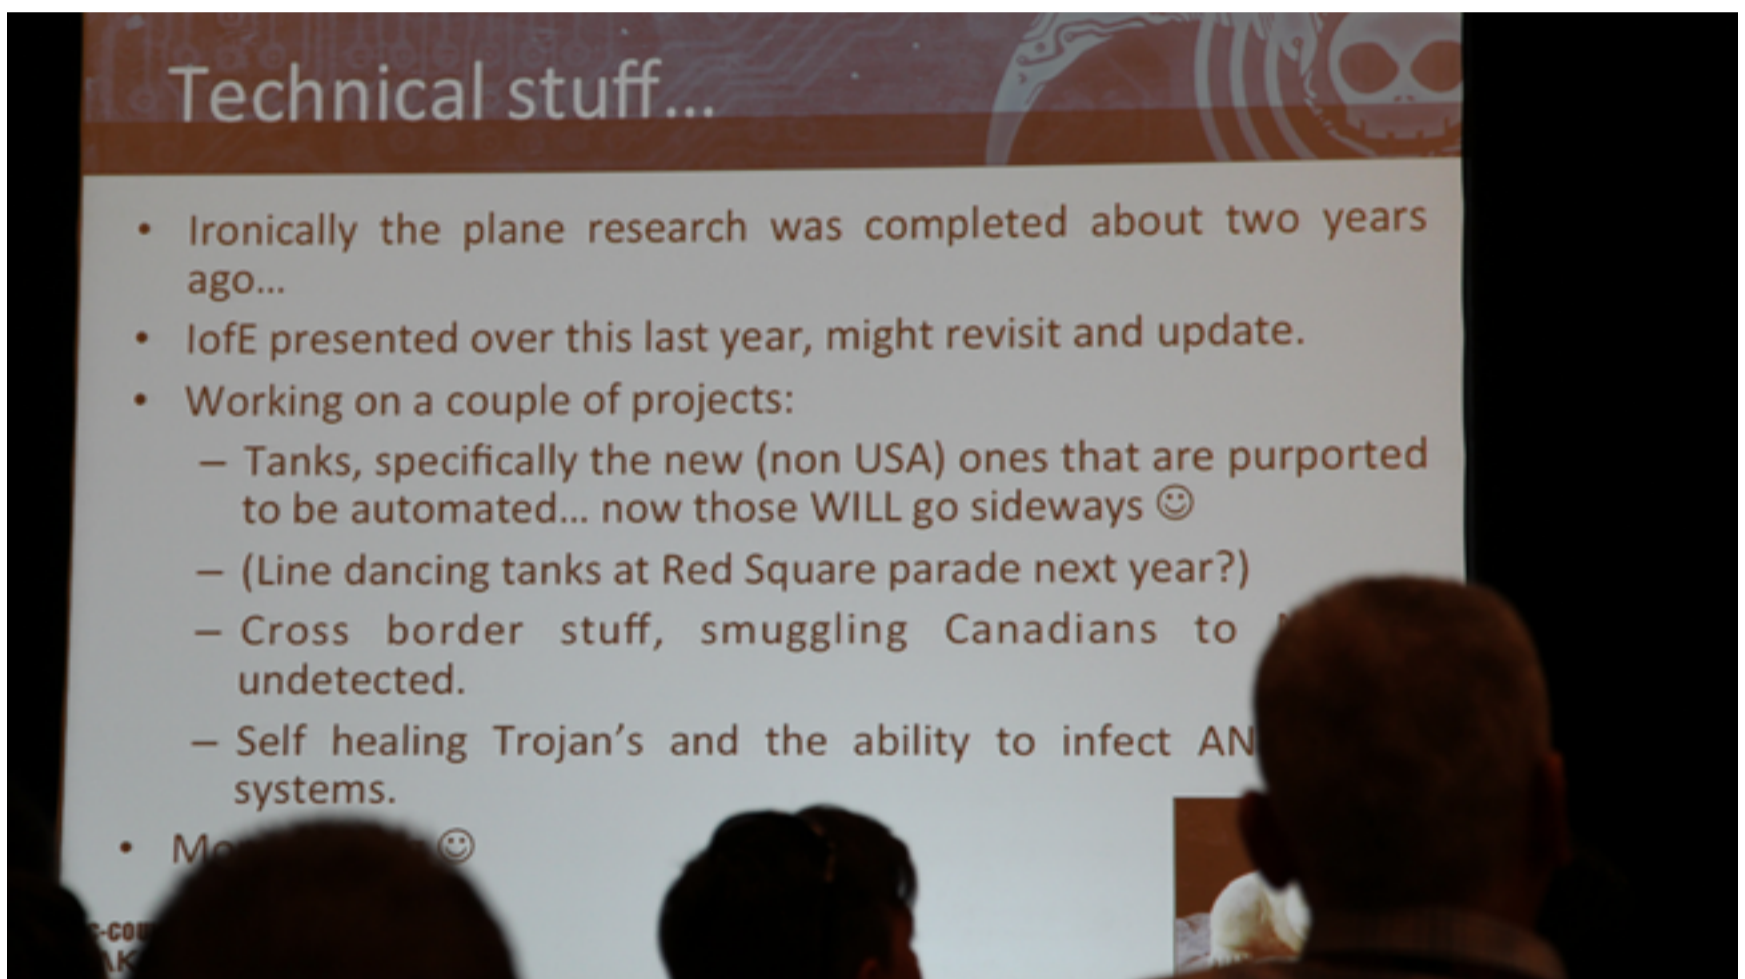 Technical stuff...
• Ironically the plane research was completed about two years
ago...
• IofE presented over this last year, might revisit and update.
• Working on a couple of projects:
– Tanks, specifically the new (non USA) ones that are purported
to be automated... now those WILL go sideways ☺
– (Line dancing tanks at Red Square parade next year?)
– Cross border stuff, smuggling Canadians to
undetected.
– Self healing Trojan's and the ability to infect
systems.
• ☺